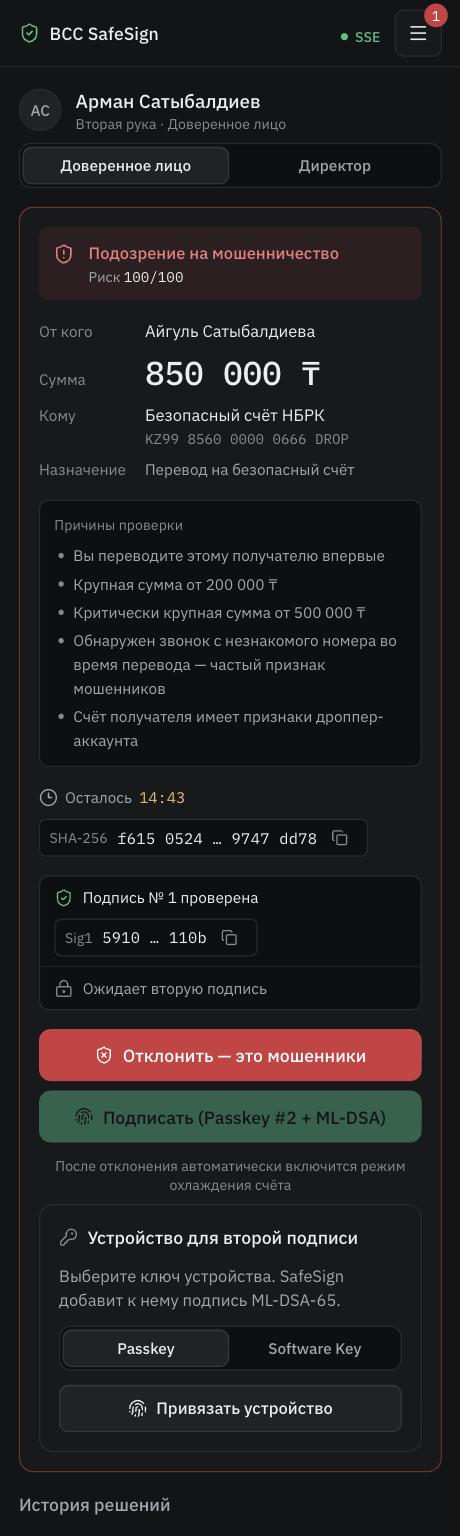 BCC SafeSign
SSE
1
АС
Арман Сатыбалдиев
Вторая рука · Доверенное лицо
Доверенное лицо
Директор
Подозрение на мошенничество
Риск 100/100
От кого
Айгуль Сатыбалдиева
Сумма
850 000 ₸
Кому
Безопасный счёт НБРК
KZ99 8560 0000 0666 DROP
Назначение
Перевод на безопасный счёт
Причины проверки
• Вы переводите этому получателю впервые
• Крупная сумма от 200 000 ₸
• Критически крупная сумма от 500 000 ₸
• Обнаружен звонок с незнакомого номера во
время перевода — частый признак
мошенников
• Счёт получателя имеет признаки дроппер-
аккаунта
Осталось 14:43
SHA-256 f615 0524 … 9747 dd78
Подпись № 1 проверена
Sig1 5910 … 110b
Ожидает вторую подпись
Отклонить — это мошенники
Подписать (Passkey #2 + ML-DSA)
После отклонения автоматически включится режим
охлаждения счёта
Устройство для второй подписи
Выберите ключ устройства. SafeSign
добавит к нему подпись ML-DSA-65.
Passkey
Software Key
Привязать устройство
История решений